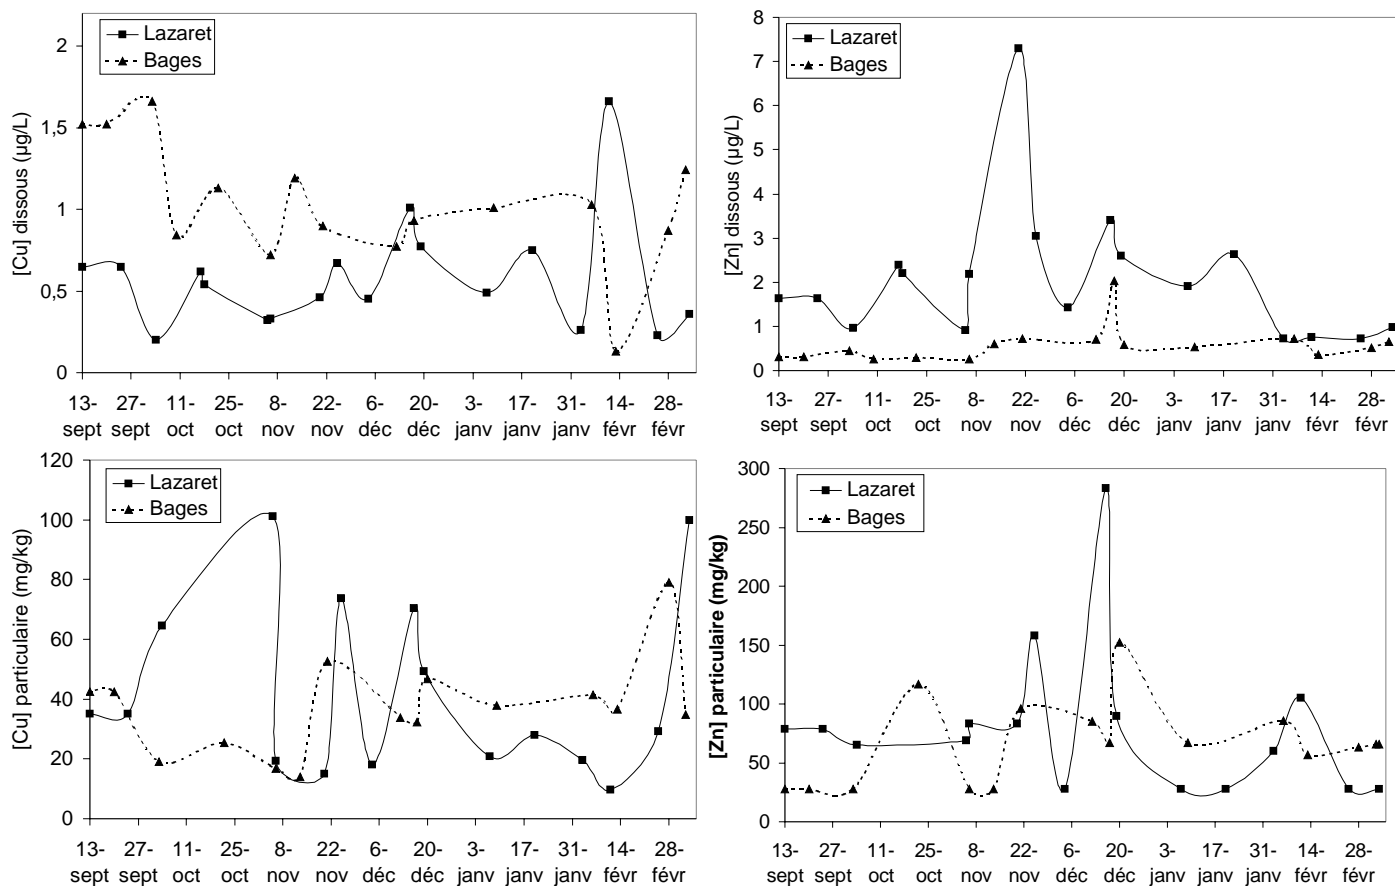 Lazaret
Bages
[Cu] dissous (µg/L)
2
1,5
1
0,5
0
13- 27- 11- 25- 8- 22- 6- 20- 3- 17- 31- 14- 28-
sept sept oct oct nov nov déc déc janv janv janv févr févr
Lazaret
Bages
[Zn] dissous (µg/L)
8
7
6
5
4
3
2
1
0
13- 27- 11- 25- 8- 22- 6- 20- 3- 17- 31- 14- 28-
sept sept oct oct nov nov déc déc janv janv janv févr févr
Lazaret
Bages
[Cu] particulaire (mg/kg)
120
100
80
60
40
20
0
13- 27- 11- 25- 8- 22- 6- 20- 3- 17- 31- 14- 28-
sept sept oct oct nov nov déc déc janv janv janv févr févr
Lazaret
Bages
[Zn] particulaire (mg/kg)
300
250
200
150
100
50
0
13- 27- 11- 25- 8- 22- 6- 20- 3- 17- 31- 14- 28-
sept sept oct oct nov nov déc déc janv janv janv févr févr